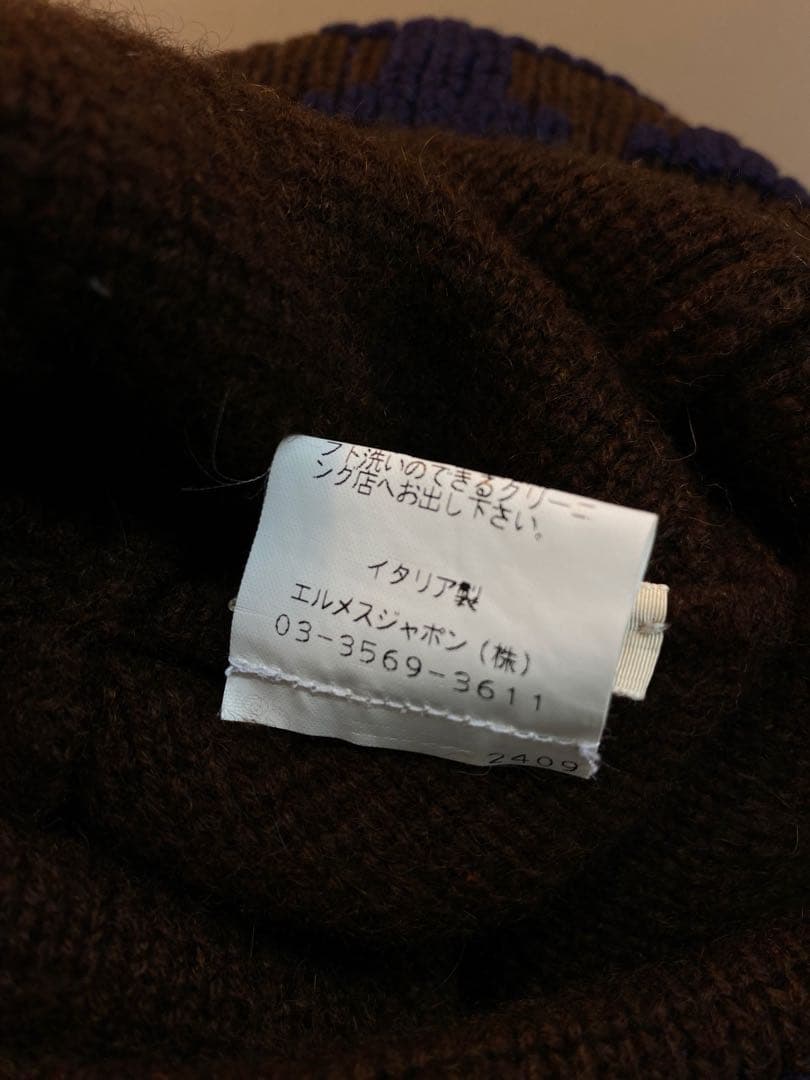 フト洗いのできるクリーニ
ング店へお出し下さい。
イタリア製
エルメスジャポン(株)
03-3569-3611
2409